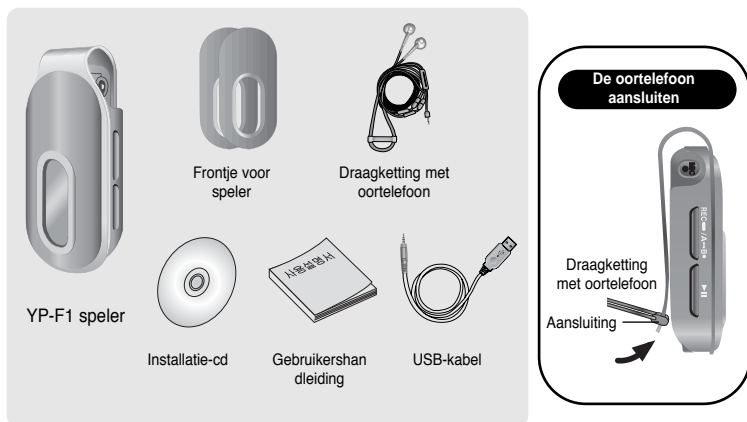 De oortelefoon
aansluiten
Frontje voor
speler
Draagketting met
oortelefoon
YP-F1 speler
사용설명서
Installatie-cd
Gebruikershan
dleiding
USB-kabel
REC /A↔B
Draagketting
met oortelefoon
Aansluiting